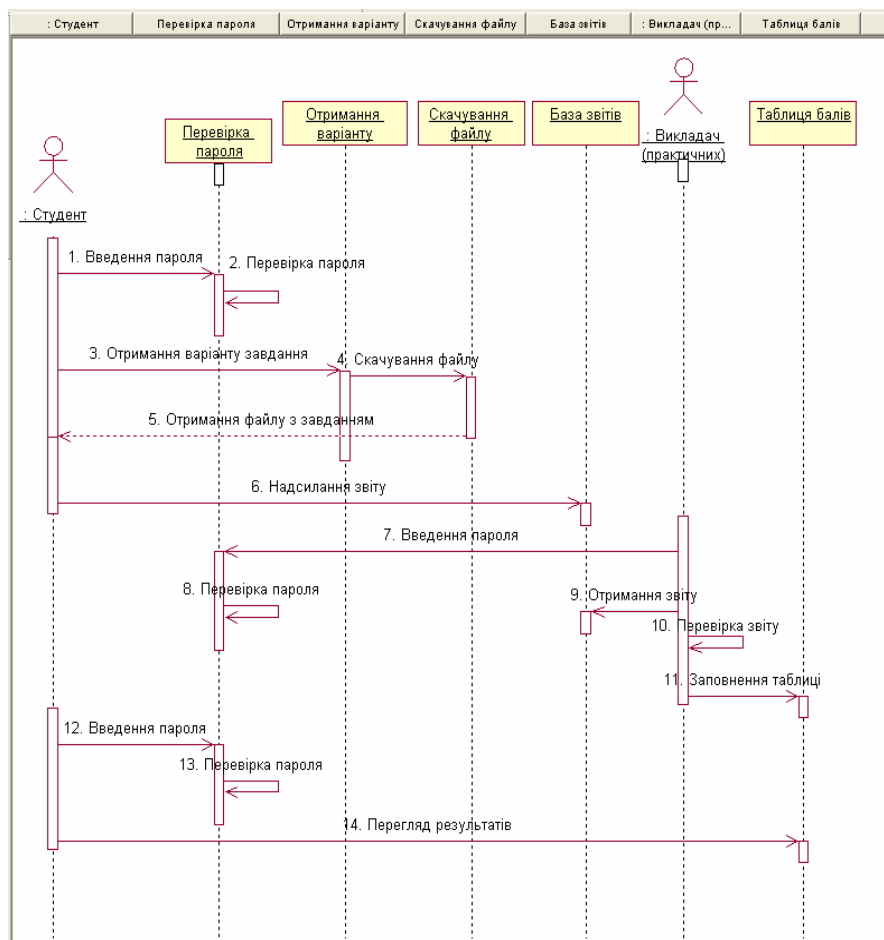 : Студент
Перевірка пароля
Отримання варіанту
Скачування файлу
База звітів
: Викладач (пр...
Таблиця балів
Перевірка
пароля
Отримання
варіанту
Скачування
файлу
База звітів
: Викладач
(практичних)
Таблиця балів
: Студент
1. Введення пароля
2. Перевірка пароля
3. Отримання варіанту завдання
4. Скачування файлу
5. Отримання файлу з завданням
6. Надсилання звіту
7. Введення пароля
8. Перевірка пароля
9. Отримання звіту
10. Перевірка звіту
11. Заповнення таблиці
12. Введення пароля
13. Перевірка пароля
14. Перегляд результатів